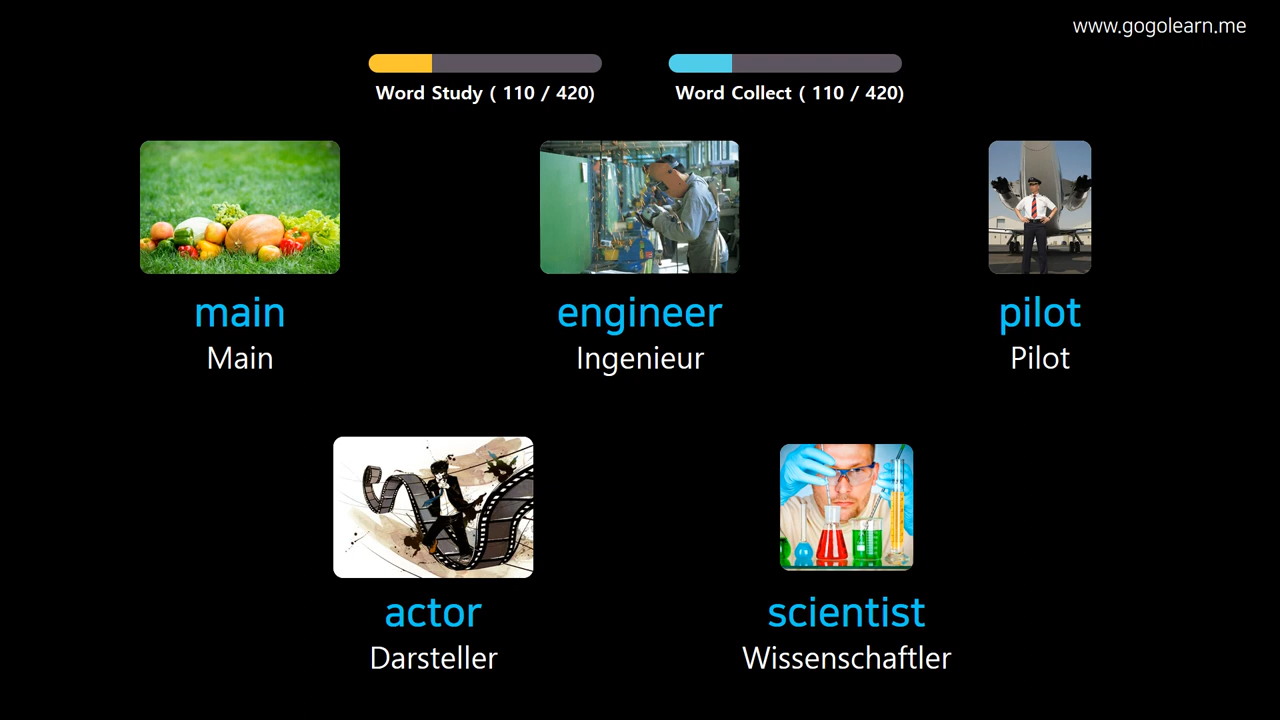 www.gogolearn.me
Word Study ( 110 / 420)
Word Collect ( 110 / 420)
main
Main
engineer
Ingenieur
pilot
Pilot
actor
Darsteller
scientist
Wissenschaftler